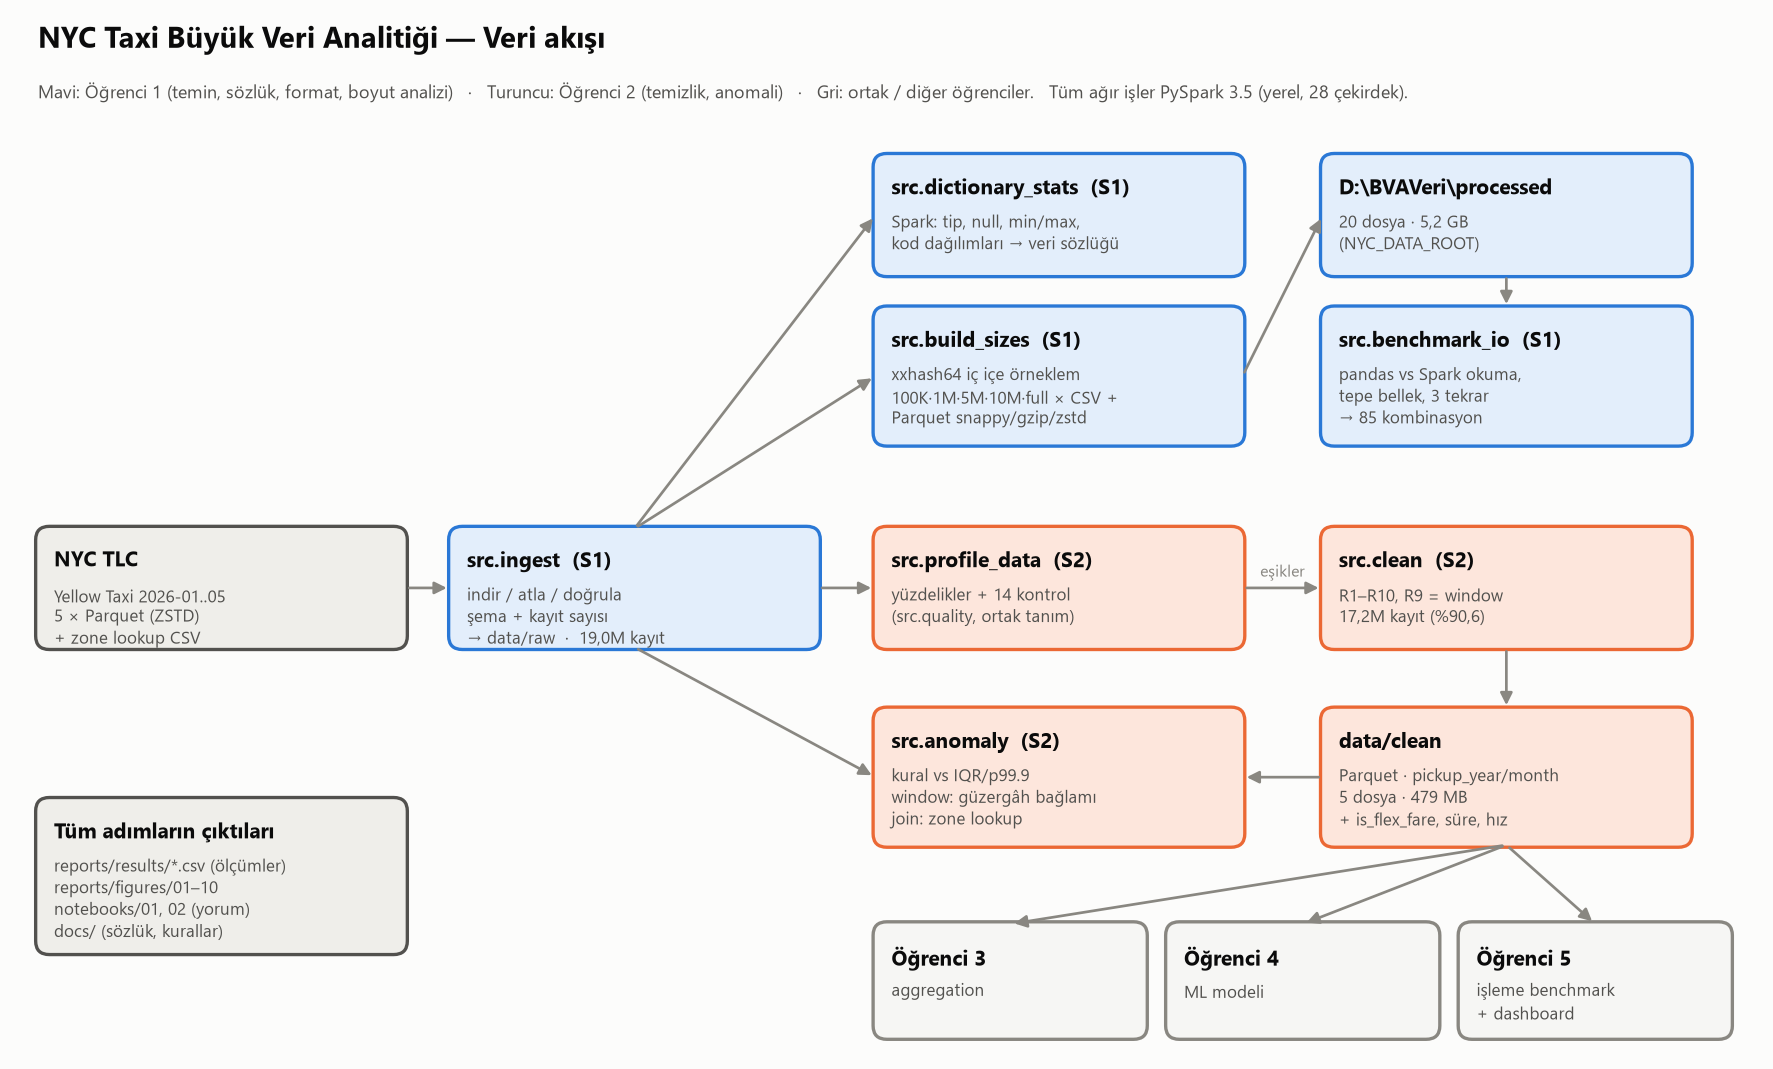 NYC Taxi Büyük Veri Analitiği — Veri akışı
Mavi: Öğrenci 1 (temin, sözlük, format, boyut analizi)   ·   Turuncu: Öğrenci 2 (temizlik, anomali)   ·   Gri: ortak / diğer öğrenciler.   Tüm ağır işler PySpark 3.5 (yerel, 28 çekirdek).
src.dictionary_stats  (S1)
Spark: tip, null, min/max,
kod dağılımları → veri sözlüğü
D:\BVAVeri\processed
20 dosya · 5,2 GB
(NYC_DATA_ROOT)
src.build_sizes  (S1)
xxhash64 iç içe örneklem
100K·1M·5M·10M·full × CSV +
Parquet snappy/gzip/zstd
src.benchmark_io  (S1)
pandas vs Spark okuma,
tepe bellek, 3 tekrar
→ 85 kombinasyon
NYC TLC
Yellow Taxi 2026-01..05
5 × Parquet (ZSTD)
+ zone lookup CSV
src.ingest  (S1)
indir / atla / doğrula
şema + kayıt sayısı
→ data/raw  ·  19,0M kayıt
src.profile_data  (S2)
yüzdelikler + 14 kontrol
(src.quality, ortak tanım)
eşikler
src.clean  (S2)
R1–R10, R9 = window
17,2M kayıt (%90,6)
src.anomaly  (S2)
kural vs IQR/p99.9
window: güzergâh bağlamı
join: zone lookup
data/clean
Parquet · pickup_year/month
5 dosya · 479 MB
+ is_flex_fare, süre, hız
Tüm adımların çıktıları
reports/results/*.csv (ölçümler)
reports/figures/01–10
notebooks/01, 02 (yorum)
docs/ (sözlük, kurallar)
Öğrenci 3
aggregation
Öğrenci 4
ML modeli
Öğrenci 5
işleme benchmark
+ dashboard